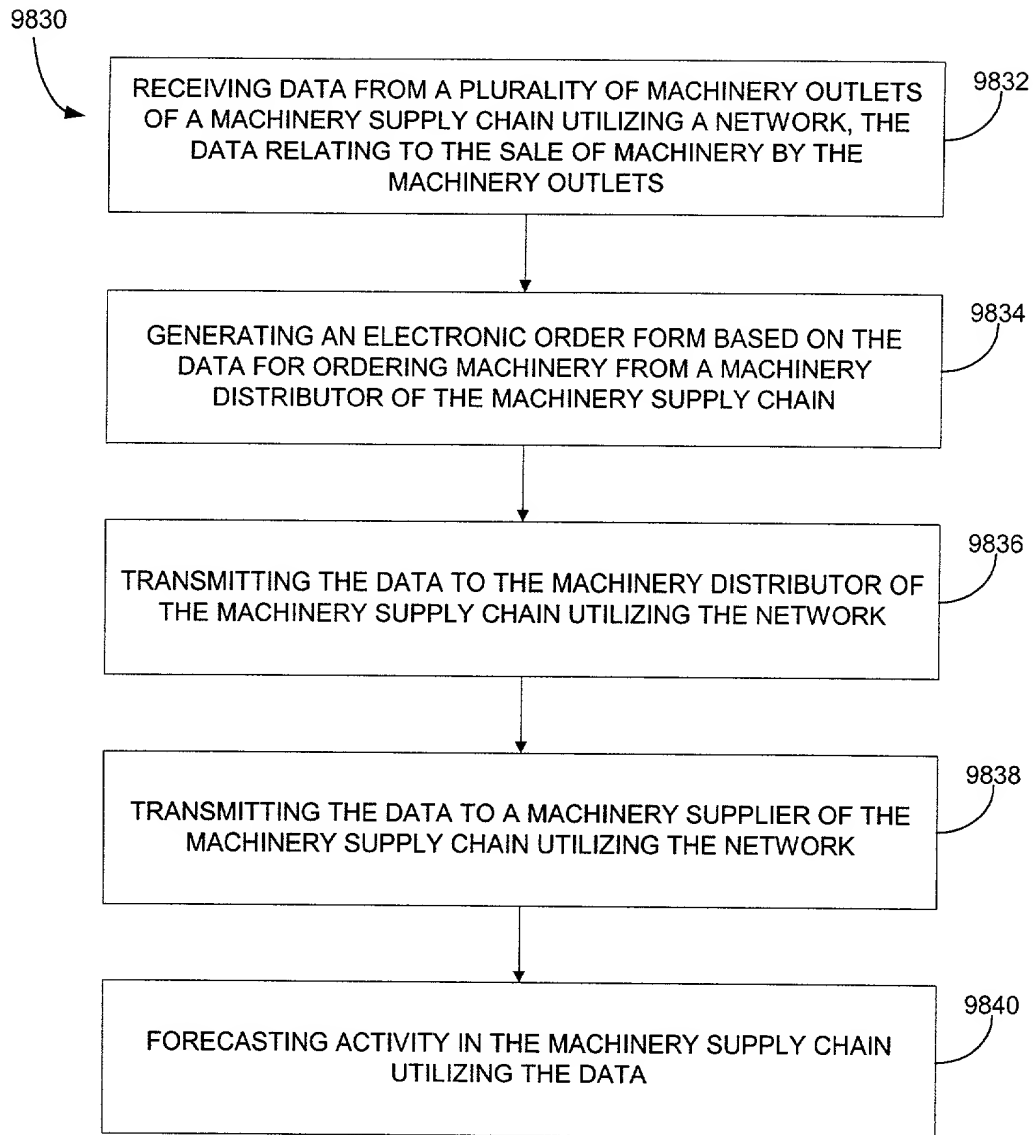 9830
9832
RECEIVING DATA FROM A PLURALITY OF MACHINERY OUTLETS
OF A MACHINERY SUPPLY CHAIN UTILIZING A NETWORK, THE
DATA RELATING TO THE SALE OF MACHINERY BY THE
MACHINERY OUTLETS
9834
GENERATING AN ELECTRONIC ORDER FORM BASED ON THE
DATA FOR ORDERING MACHINERY FROM A MACHINERY
DISTRIBUTOR OF THE MACHINERY SUPPLY CHAIN
9836
TRANSMITTING THE DATA TO THE MACHINERY DISTRIBUTOR OF
THE MACHINERY SUPPLY CHAIN UTILIZING THE NETWORK
9838
TRANSMITTING THE DATA TO A MACHINERY SUPPLIER OF THE
MACHINERY SUPPLY CHAIN UTILIZING THE NETWORK
9840
FORECASTING ACTIVITY IN THE MACHINERY SUPPLY CHAIN
UTILIZING THE DATA